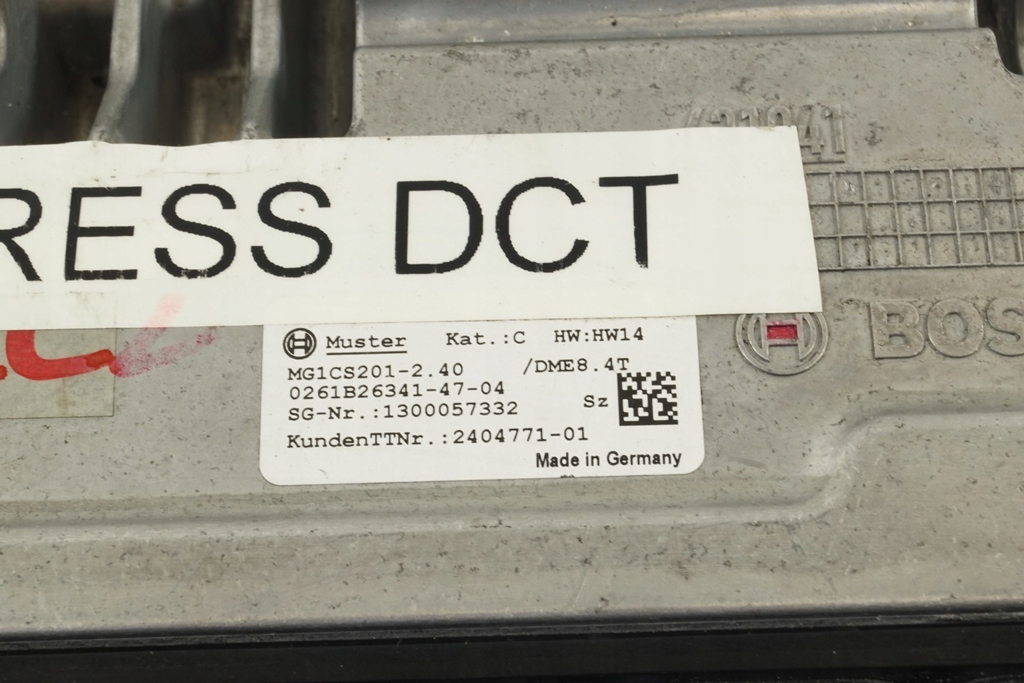 RESS DCT
Muster Kat.:C HW:HW14
MG1CS201-2.40 /DME8.4T
0261B26341-47-04
Sz
SG-Nr.:1300057332
KundenTTNr.:2404771-01
Made in Germany
BOS